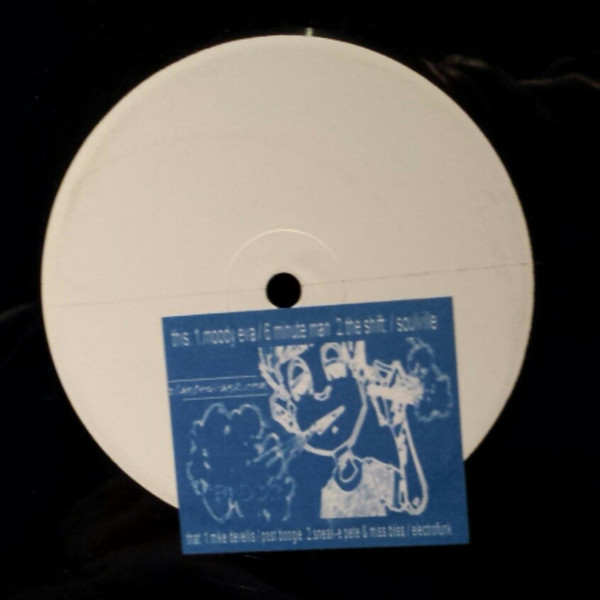 this 1.moody eva / 6 minute man 2.the shift / soulville
that 1 mike develis / post boogie 2 sneak-e pete & miss bliss / electrofunk